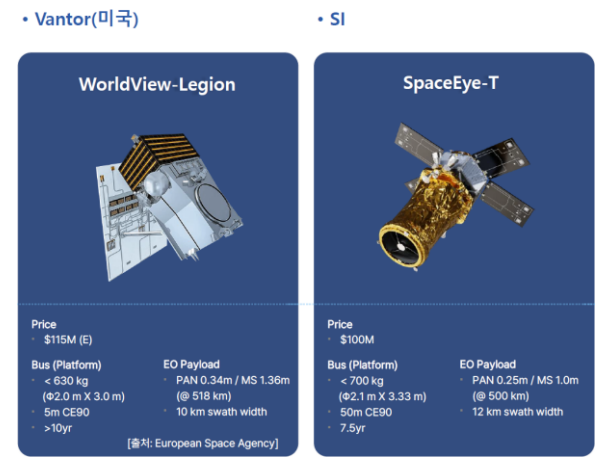 • Vantor(미국)
WorldView-Legion
Price
• $115M (E)
Bus (Platform)
• < 630 kg
(Φ2.0 m X 3.0 m)
• 5m CE90
• >10yr
EO Payload
• PAN 0.34m / MS 1.36m
(@ 518 km)
• 10 km swath width
[출처: European Space Agency]
• SI
SpaceEye-T
Price
• $100M
Bus (Platform)
• < 700 kg
(Φ2.1 m X 3.33 m)
• 50m CE90
• 7.5yr
EO Payload
• PAN 0.25m / MS 1.0m
(@ 500 km)
• 12 km swath width